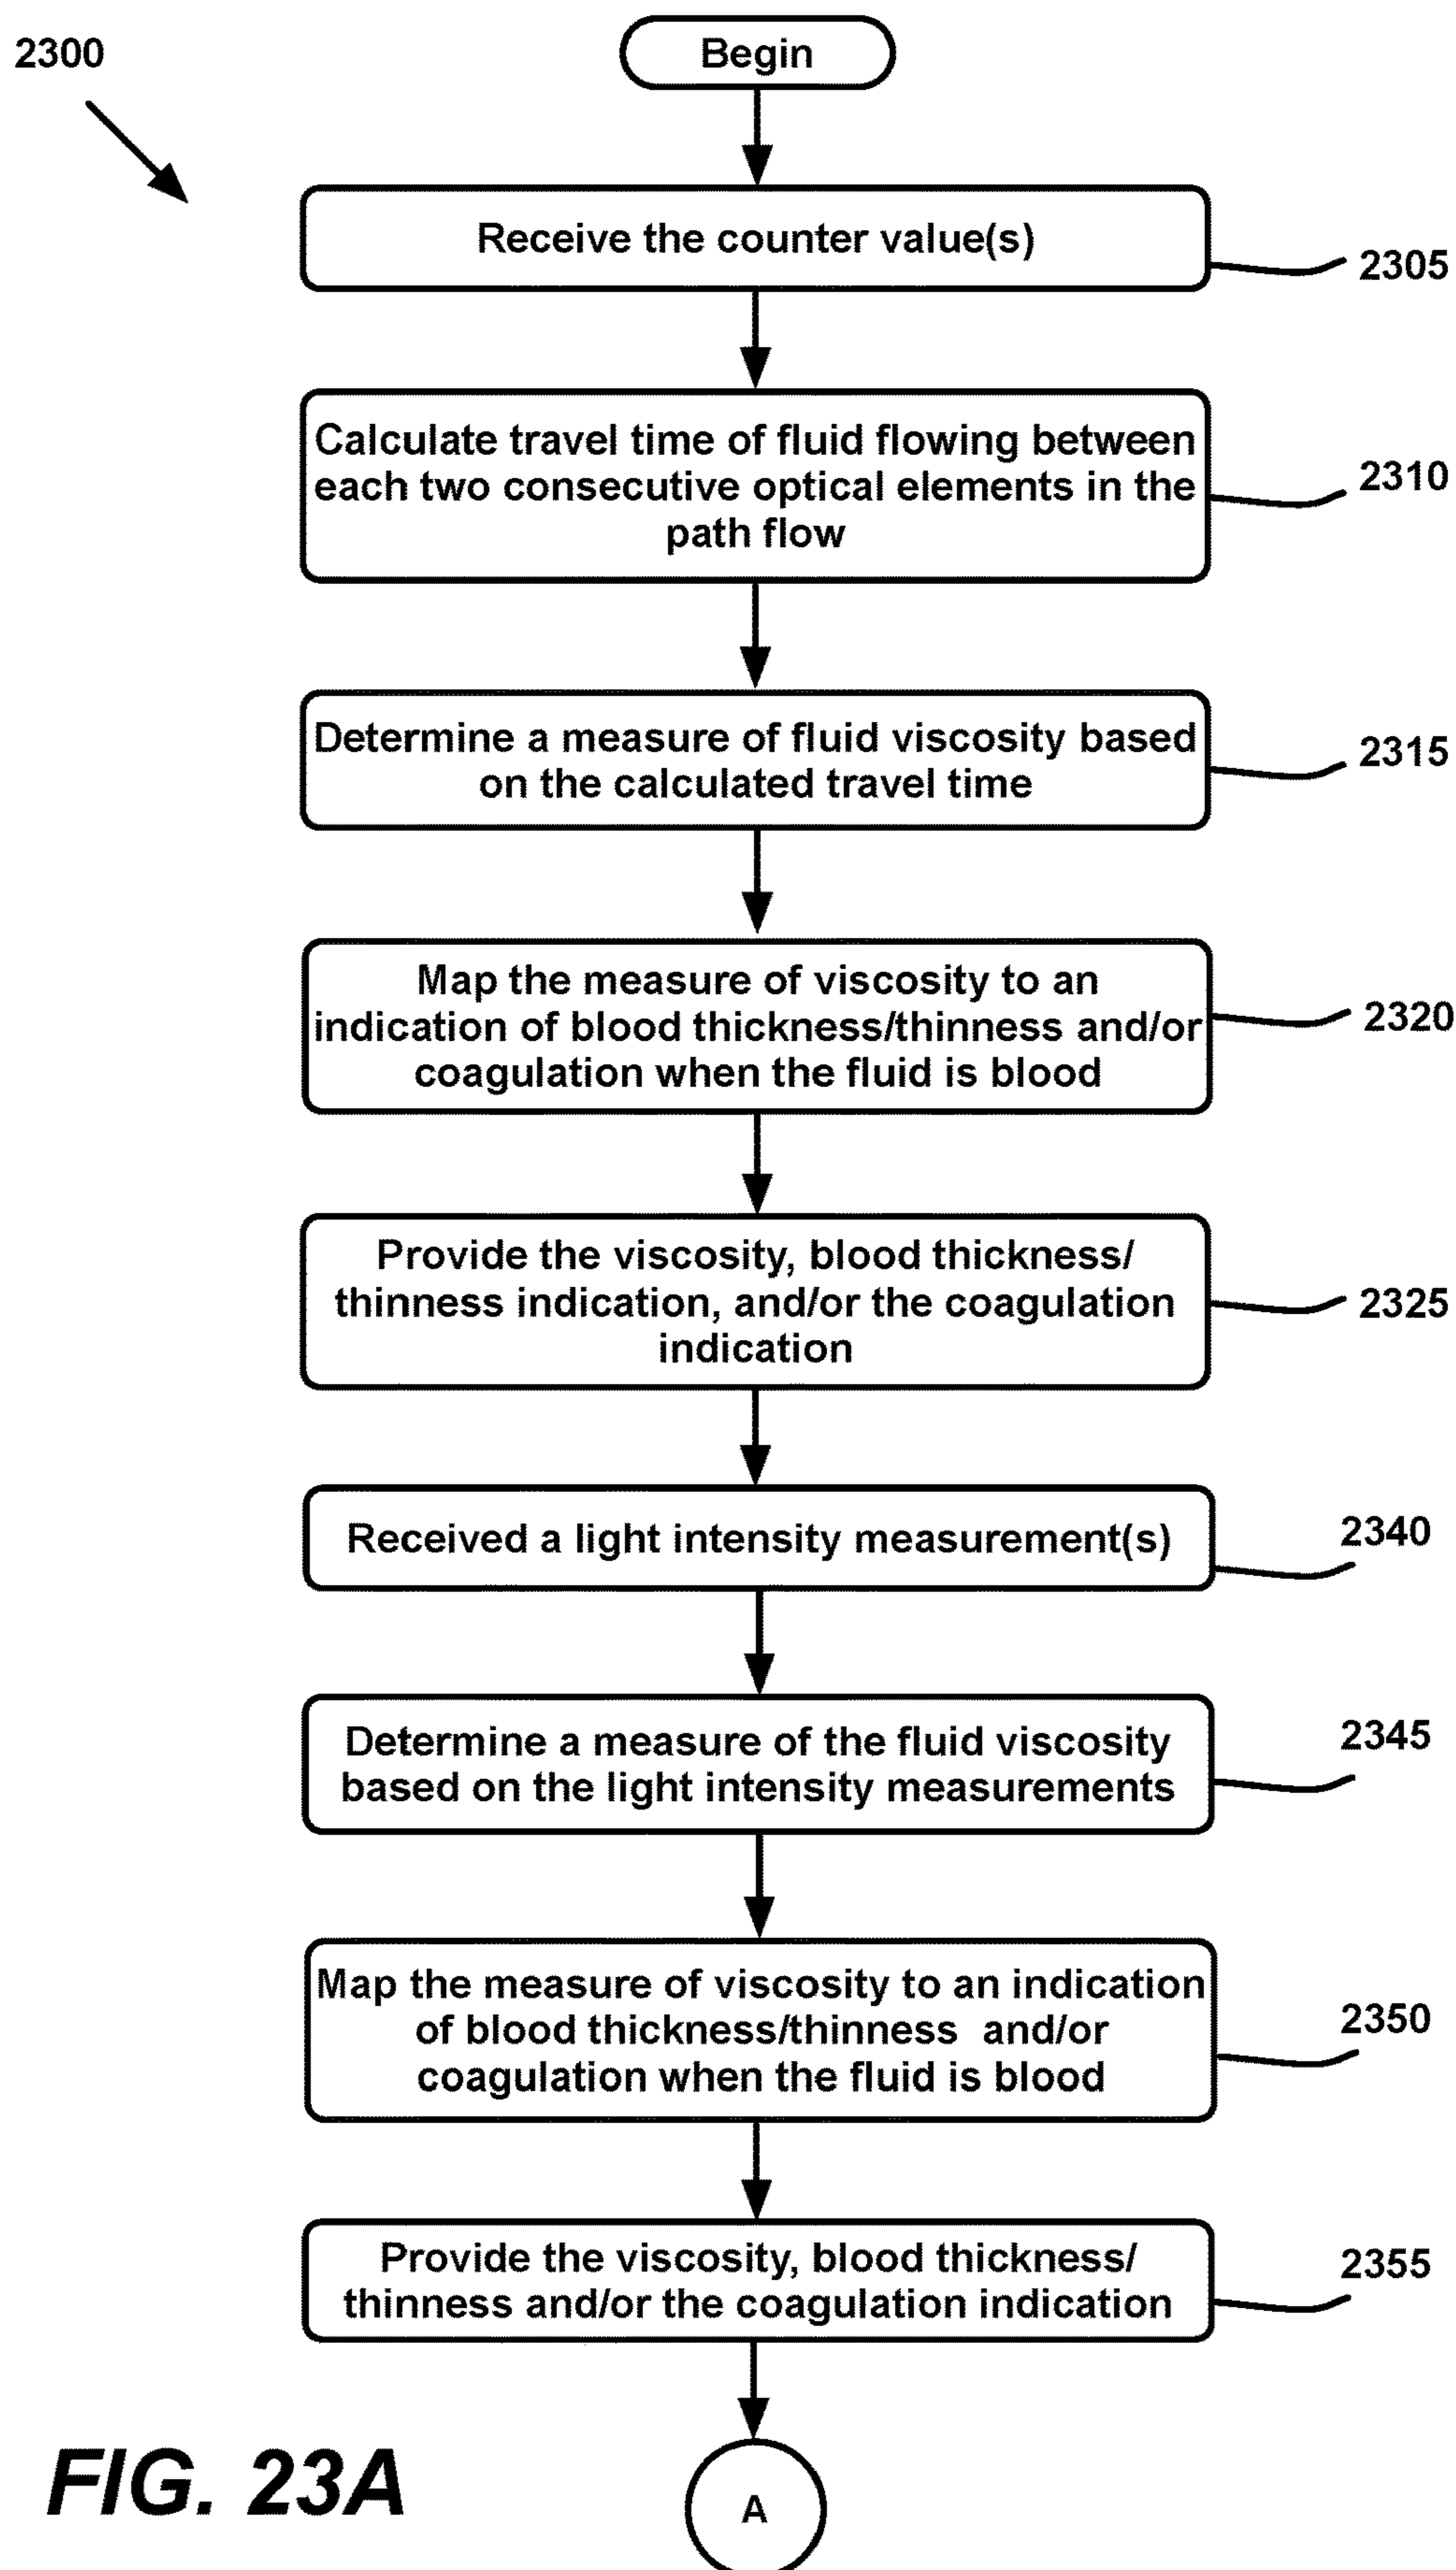 2300
Begin
Receive the counter value(s)
2305
Calculate travel time of fluid flowing between
each two consecutive optical elements in the
path flow
2310
Determine a measure of fluid viscosity based
on the calculated travel time
2315
Map the measure of viscosity to an
indication of blood thickness/thinness and/or
coagulation when the fluid is blood
2320
Provide the viscosity, blood thickness/
thinness indication, and/or the coagulation
indication
2325
Received a light intensity measurement(s)
2340
Determine a measure of the fluid viscosity
based on the light intensity measurements
2345
Map the measure of viscosity to an indication
of blood thickness/thinness and/or
coagulation when the fluid is blood
2350
Provide the viscosity, blood thickness/
thinness and/or the coagulation indication
2355
FIG. 23A
A